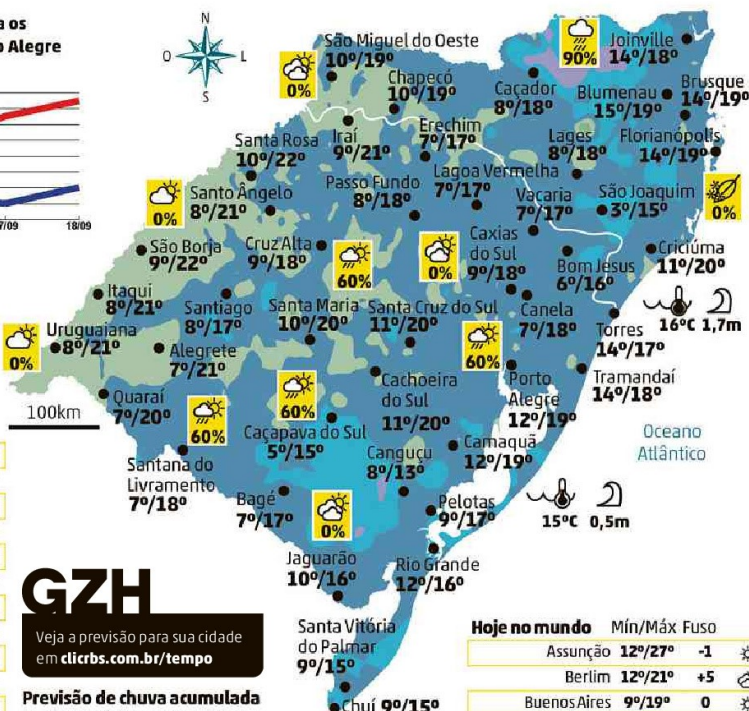 a os
o Alegre
7/09
18/09
N
O
L
S
0%
São Miguel do Oeste
10º/19º
Chapecó
10º/19º
90%
Joinville
14º/18º
Caçador
8º/18º
Blumenau
15º/19º
Brusque
14º/19º
Santa Rosa
10º/22º
Iraí
9º/21º
Erechim
7º/17º
Lages
8º/18º
Florianópolis
14º/19º
0%
Santo Ângelo
8º/21º
Passo Fundo
8º/18º
Lagoa Vermelha
7º/17º
Vacaria
7º/17º
São Joaquim
3º/15º
0%
São Borja
9º/22º
Cruz Alta
9º/18º
60%
0%
Caxias
do Sul
9º/18º
Bom Jesus
6º/16º
Criciúma
11º/20º
Itaqui
8º/21º
Santiago
8º/17º
Santa Maria
10º/20º
Santa Cruz do Sul
11º/20º
Canela
7º/18º
16ºC 1,7m
Torres
14º/17º
0%
Uruguaiana
8º/21º
Alegrete
7º/21º
60%
Quaraí
7º/20º
100km
60%
60%
Cachoeira
do Sul
11º/20º
Porto
Alegre
12º/19º
Tramandaí
14º/18º
Caçapava do Sul
5º/15º
Camaquã
12º/19º
Oceano
Atlântico
Santana do
Livramento
7º/18º
Bagé
7º/17º
0%
Canguçu
8º/13º
Pelotas
9º/17º
15ºC 0,5m
Jaguarão
10º/16º
Rio Grande
12º/16º
GZH
Veja a previsão para sua cidade
em clicrbs.com.br/tempo
Santa Vitória
do Palmar
9º/15º
Chuí 9º/15º
Previsão de chuva acumulada
Hoje no mundo Mín/Máx Fuso
Assunção 12º/27º -1
Berlim 12º/21º +5
Buenos Aires 9º/19º 0